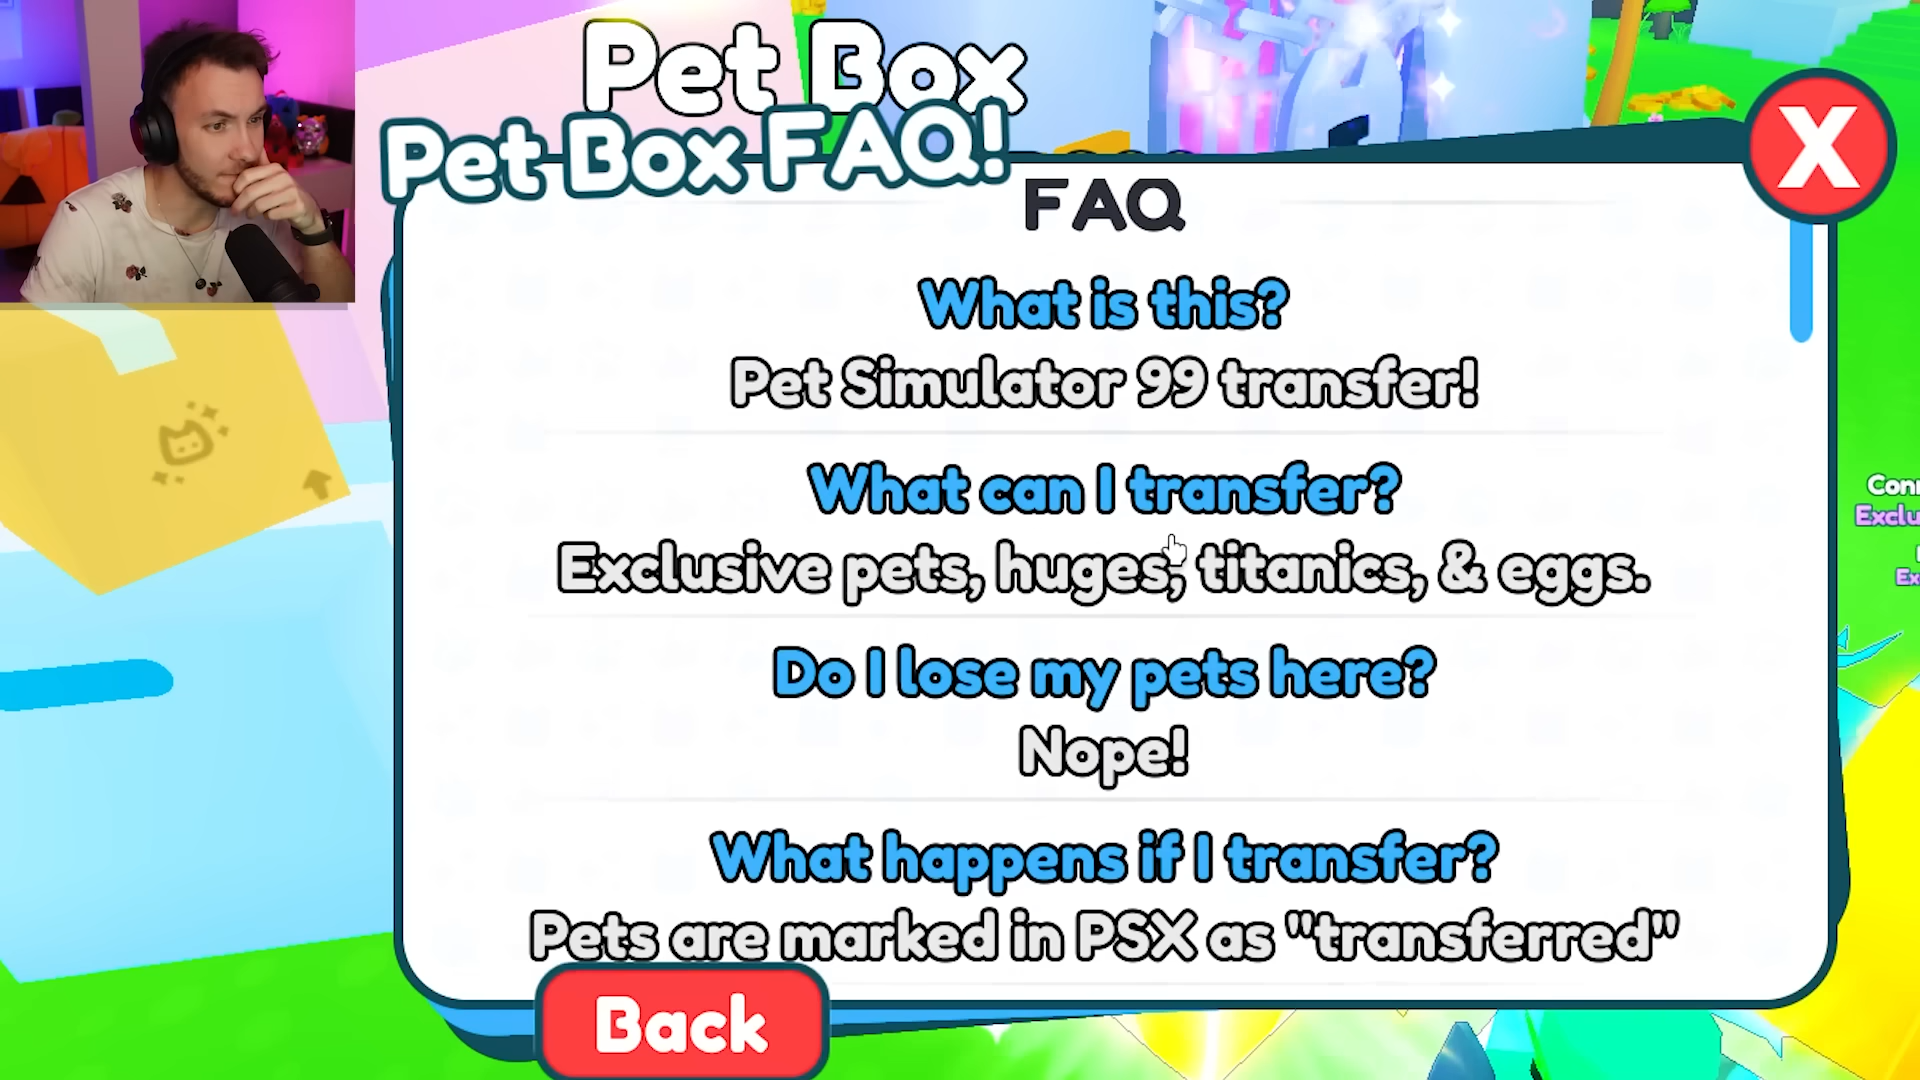 Pet Box
Pet Box FAQ!
X
FAQ
What is this?
Pet Simulator 99 transfer!
What can I transfer?
Exclusive pets, huges, titanics, & eggs.
Do I lose my pets here?
Nope!
What happens if I transfer?
Pets are marked in PSX as "transferred"
Back